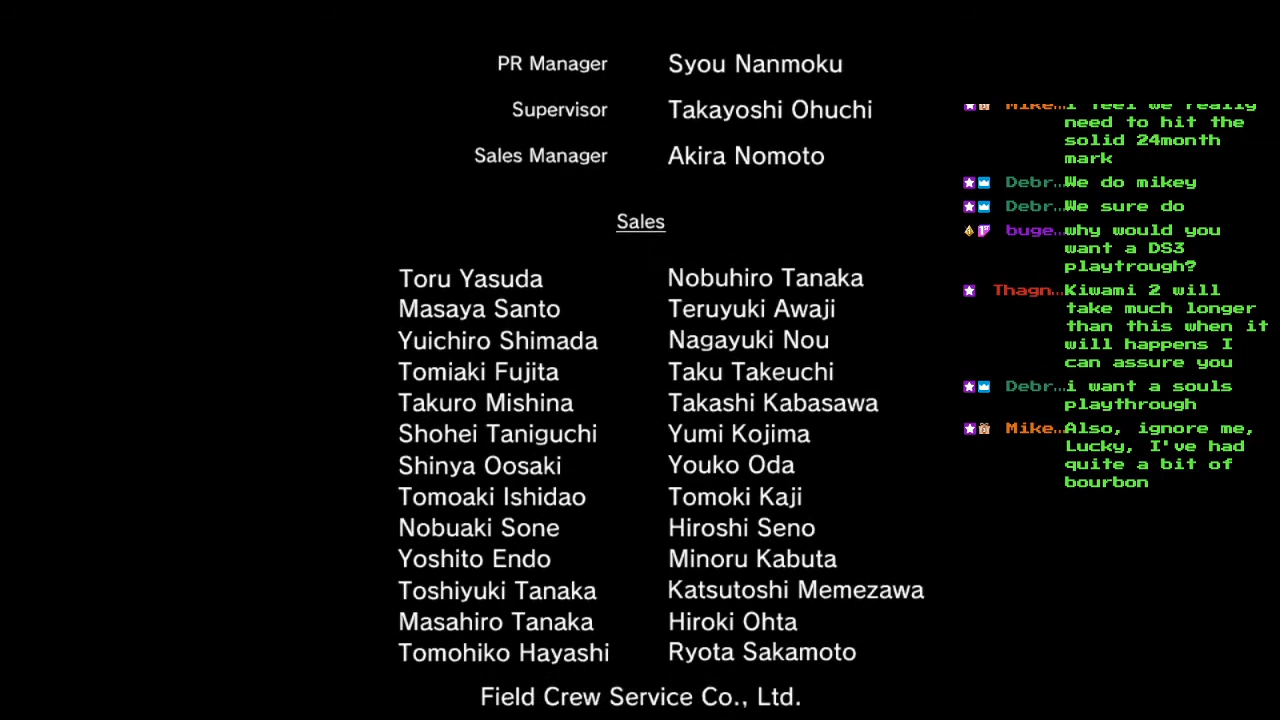 PR Manager Syou Nanmoku
Supervisor Takayoshi Ohuchi
Sales Manager Akira Nomoto
Sales
Toru Yasuda Nobuhiro Tanaka
Masaya Santo Teruyuki Awaji
Yuichiro Shimada Nagayuki Nou
Tomiaki Fujita Taku Takeuchi
Takuro Mishina Takashi Kabasawa
Shohei Taniguchi Yumi Kojima
Shinya Oosaki Youko Oda
Tomoaki Ishidao Tomoki Kaji
Nobuaki Sone Hiroshi Seno
Yoshito Endo Minoru Kabuta
Toshiyuki Tanaka Katsutoshi Memezawa
Masahiro Tanaka Hiroki Ohta
Tomohiko Hayashi Ryota Sakamoto
Field Crew Service Co., Ltd.
Mike...i feel we really
need to hit the
solid 24month
mark
Debr...We do mikey
Debr...We sure do
buge...why would you
want a DS3
playtrough?
Thagn...Kiwami 2 will
take much longer
than this when it
will happens I
can assure you
Debr...i want a souls
playthrough
Mike...Also, ignore me,
Lucky, I've had
quite a bit of
bourbon